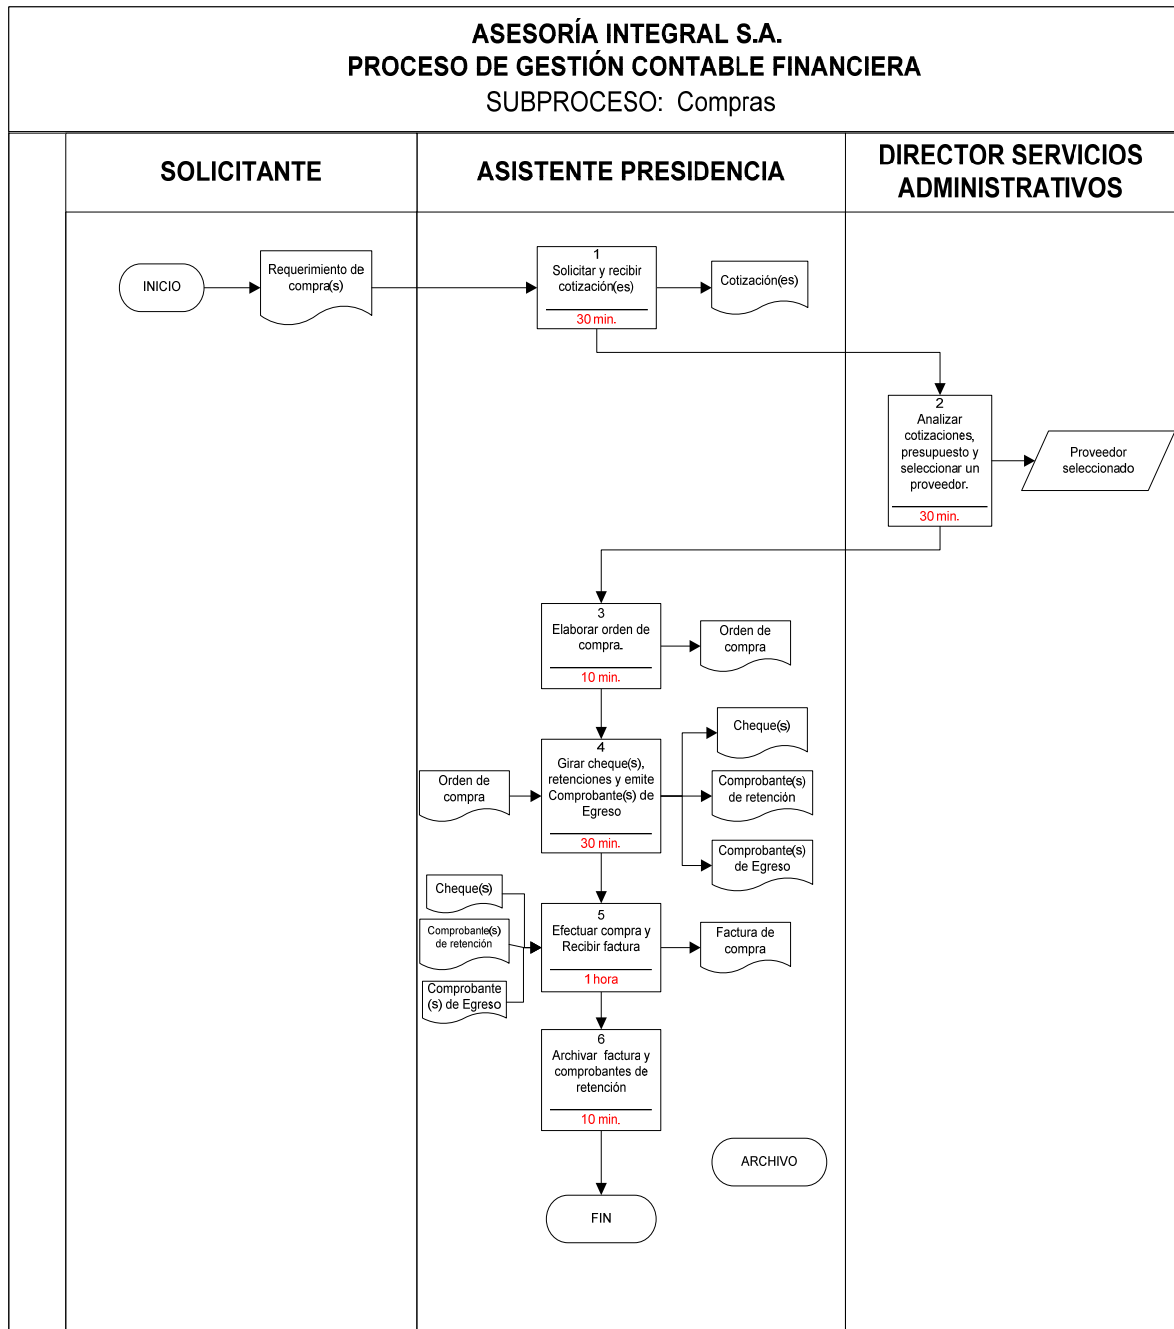 ASESORÍA INTEGRAL S.A.
PROCESO DE GESTIÓN CONTABLE FINANCIERA
SUBPROCESO: Compras
SOLICITANTE
ASISTENTE PRESIDENCIA
DIRECTOR SERVICIOS
ADMINISTRATIVOS
INICIO
Requerimiento de
compra(s)
1
Solicitar y recibir
cotización(es)
30 min.
Cotización(es)
2
Analizar
cotizaciones,
presupuesto y
seleccionar un
proveedor.
30 min.
Proveedor
seleccionado
3
Elaborar orden de
compra.
10 min.
Orden de
compra
4
Girar cheque(s),
retenciones y emite
Comprobante(s) de
Egreso
30 min.
Orden de
compra
Cheque(s)
Comprobante(s)
de retención
Comprobante(s)
de Egreso
Cheque(s)
Comprobante(s)
de retención
Comprobante
(s) de Egreso
5
Efectuar compra y
Recibir factura
1 hora
Factura de
compra
6
Archivar factura y
comprobantes de
retención
10 min.
ARCHIVO
FIN